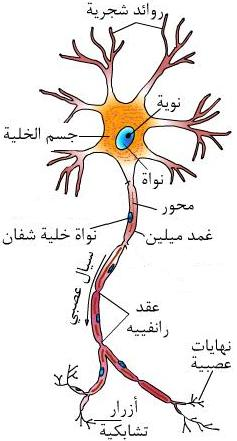 زوائد شجرية
نوية
جسم الخلية
نواة
محور
نواة خلية شفان
غمد ميلين
سيال عصبي
عقد
رانفييه
نهايات
عصبية
أزرار
تشابكية